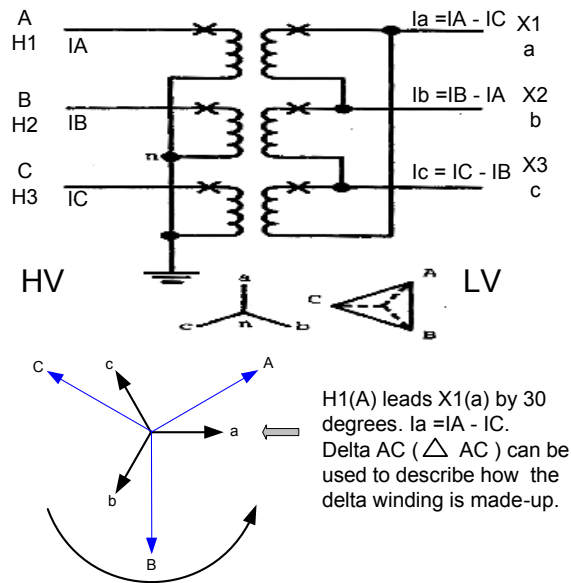 A
H1
IA
Ia =IA - IC
X1
a
B
H2
IB
Ib = IB - IA
X2
b
n
C
H3
IC
Ic = IC - IB
X3
c
HV
LV
a
c
n
b
A
C
B
C
c
A
a
b
B
H1(A) leads X1(a) by 30
degrees. Ia =IA - IC.
Delta AC ( △ AC ) can be
used to describe how the
delta winding is made-up.